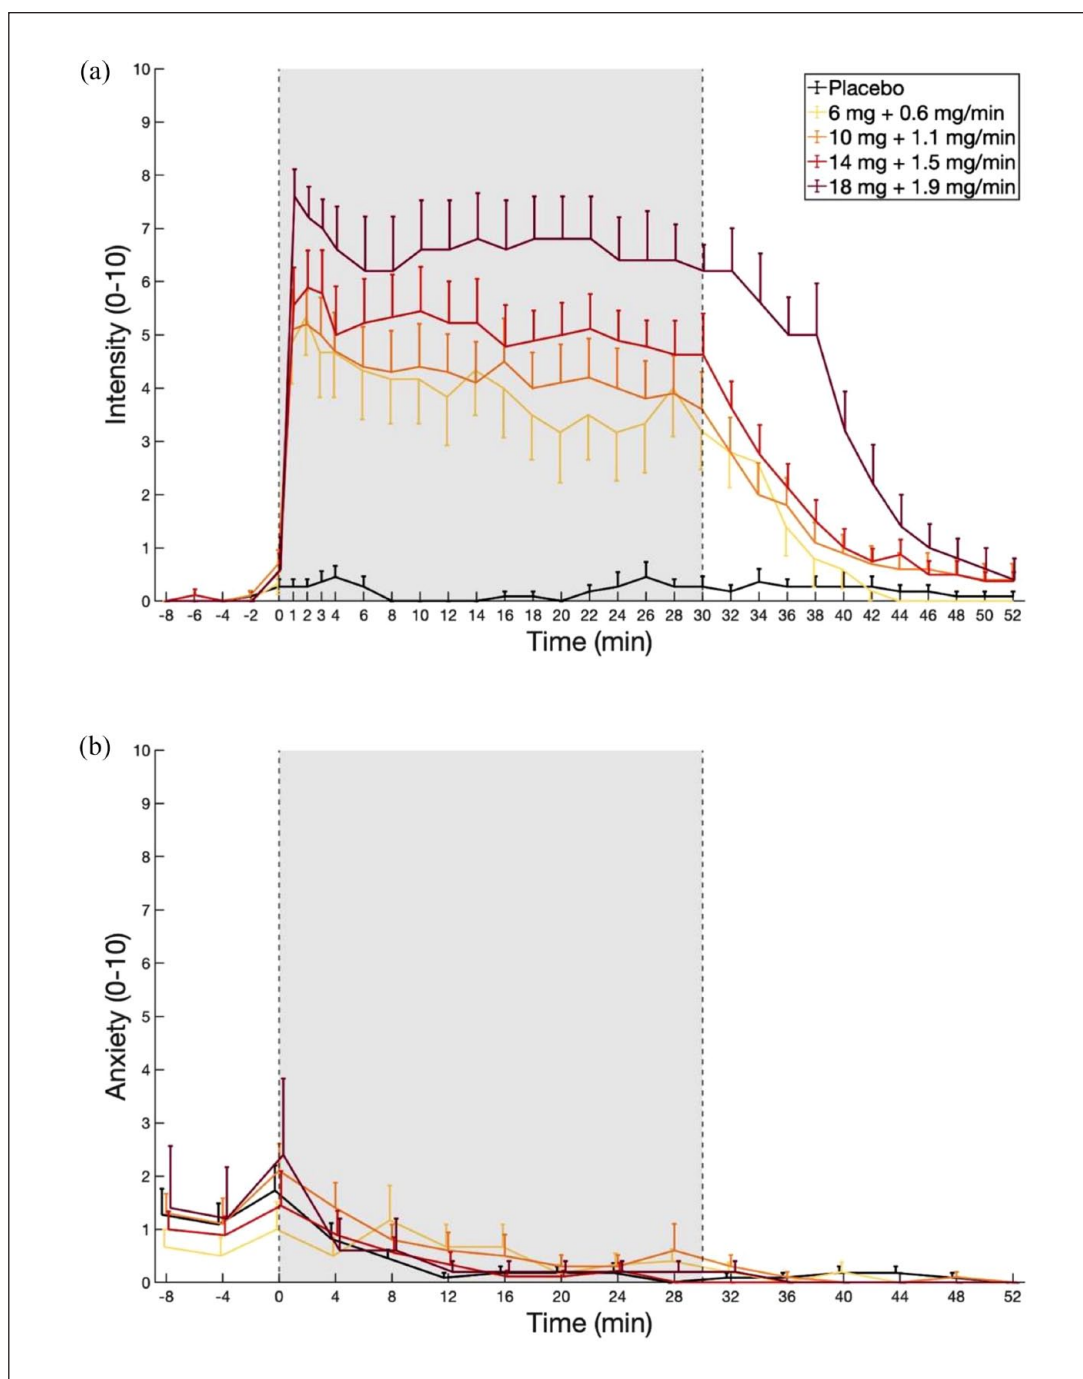 (a)
10
9
8
7
6
5
4
3
2
1
0
Intensity (0-10)
Placebo
6 mg + 0.6 mg/min
10 mg + 1.1 mg/min
14 mg + 1.5 mg/min
18 mg + 1.9 mg/min
-8 -6 -4 -2 0 1 2 3 4 6 8 10 12 14 16 18 20 22 24 26 28 30 32 34 36 38 40 42 44 46 48 50 52
Time (min)
(b)
10
9
8
7
6
5
4
3
2
1
0
Anxiety (0-10)
-8 -4 0 4 8 12 16 20 24 28 32 36 40 44 48 52
Time (min)